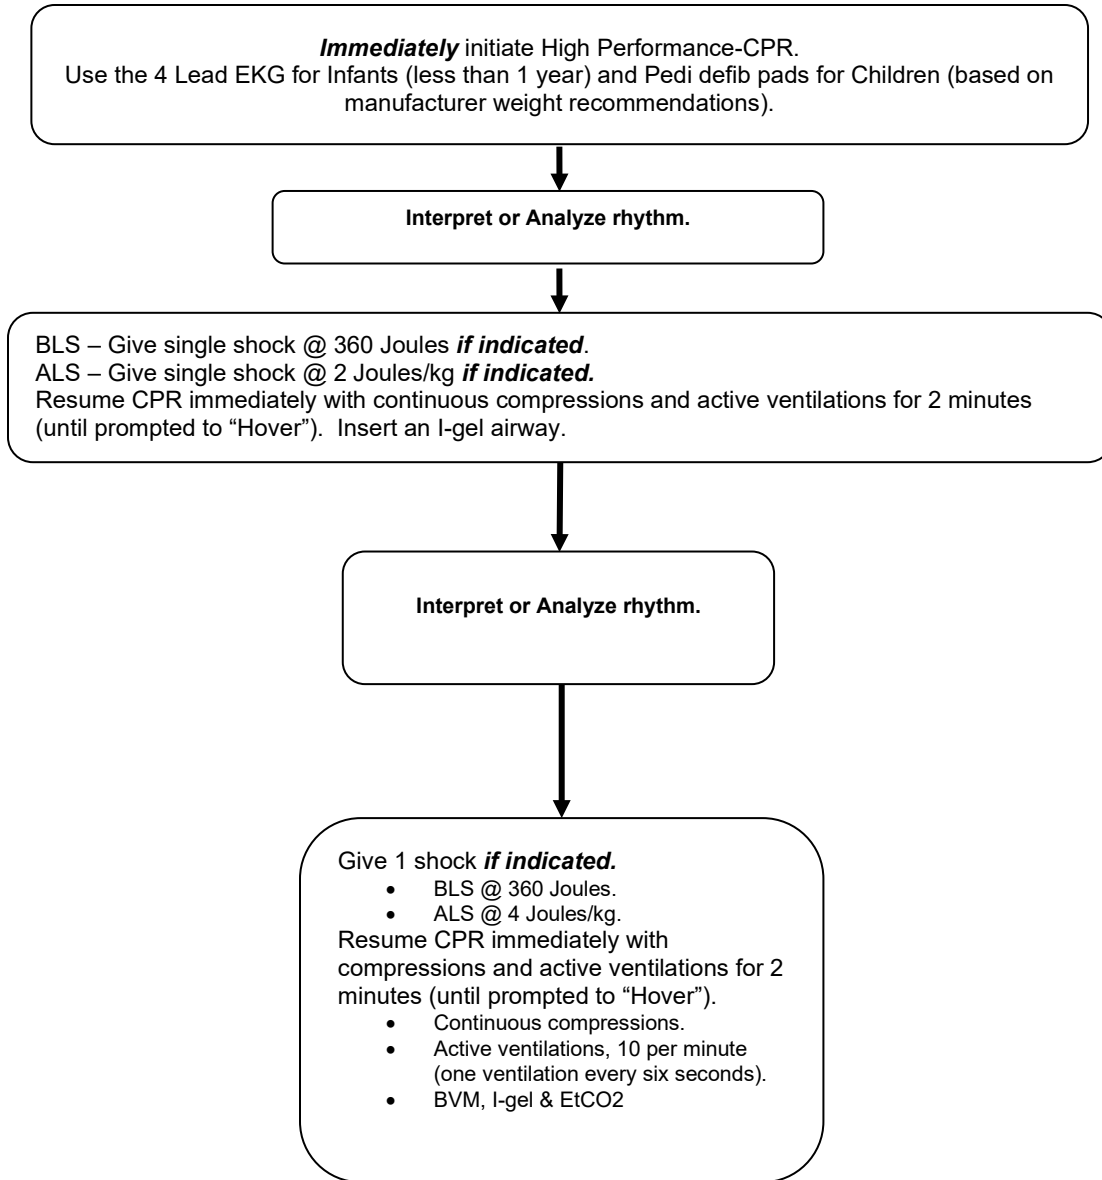 Immediately initiate High Performance-CPR.
Use the 4 Lead EKG for Infants (less than 1 year) and Pedi defib pads for Children (based on
manufacturer weight recommendations).
Interpret or Analyze rhythm.
BLS – Give single shock @ 360 Joules if indicated.
ALS – Give single shock @ 2 Joules/kg if indicated.
Resume CPR immediately with continuous compressions and active ventilations for 2 minutes
(until prompted to “Hover”).  Insert an I-gel airway.
Interpret or Analyze rhythm.
Give 1 shock if indicated.
• BLS @ 360 Joules.
• ALS @ 4 Joules/kg.
Resume CPR immediately with
compressions and active ventilations for 2
minutes (until prompted to “Hover”).
• Continuous compressions.
• Active ventilations, 10 per minute
(one ventilation every six seconds).
• BVM, I-gel & EtCO2